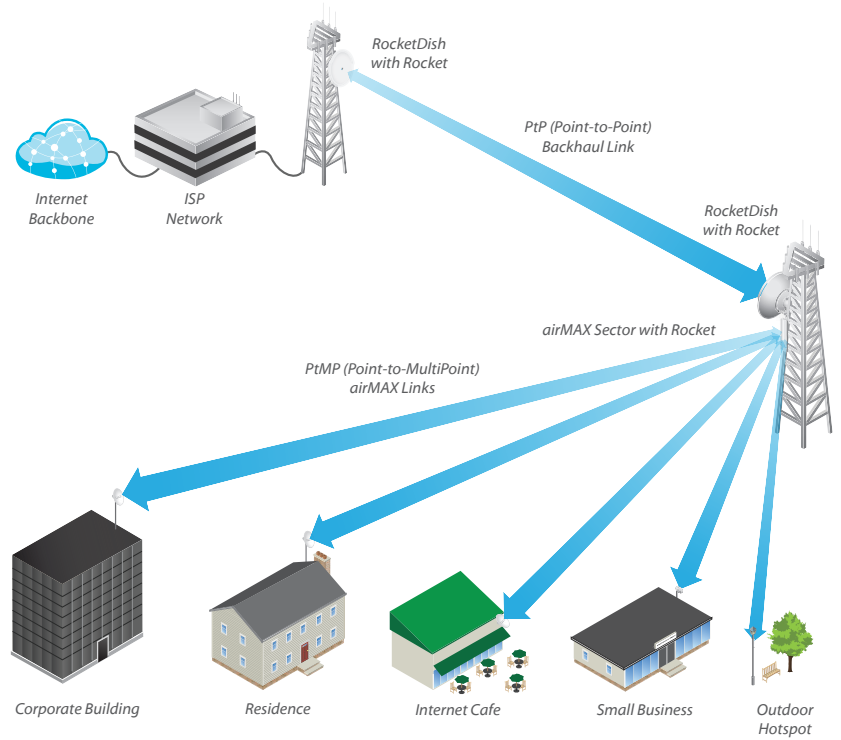 RocketDish
with Rocket
PtP (Point-to-Point)
Backhaul Link
Internet
Backbone
ISP
Network
RocketDish
with Rocket
airMAX Sector with Rocket
PtMP (Point-to-MultiPoint)
airMAX Links
Corporate Building
Residence
Internet Cafe
Small Business
Outdoor
Hotspot